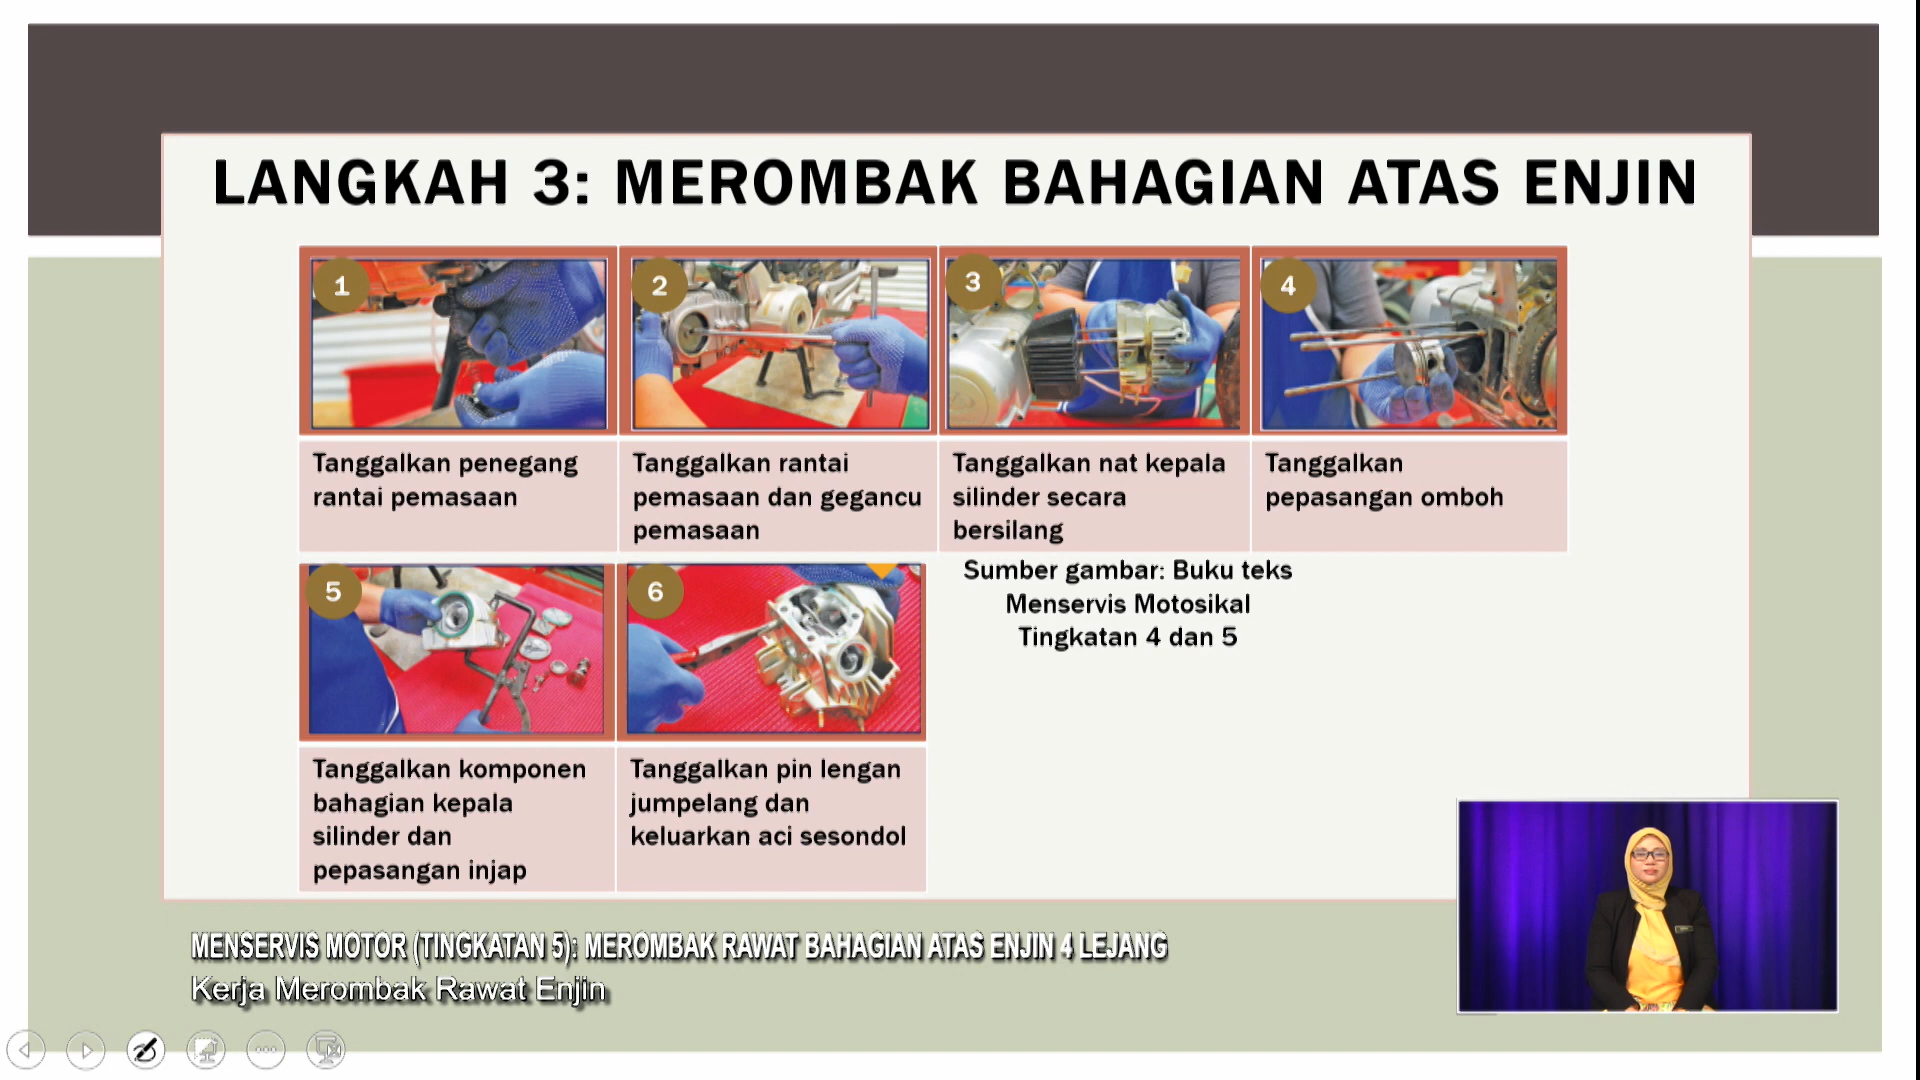 LANGKAH 3: MEROMBAK BAHAGIAN ATAS ENJIN
1
2
3
4
Tanggalkan penegang
rantai pemasaan
Tanggalkan rantai
pemasaan dan gegancu
pemasaan
Tanggalkan nat kepala
silinder secara
bersilang
Tanggalkan
pepasangan omboh
5
6
Sumber gambar: Buku teks
Menservis Motosikal
Tingkatan 4 dan 5
Tanggalkan komponen
bahagian kepala
silinder dan
pepasangan injap
Tanggalkan pin lengan
jumpelang dan
keluarkan aci sesondol
MENSERVIS MOTOR (TINGKATAN 5): MEROMBAK RAWAT BAHAGIAN ATAS ENJIN 4 LEJANG
Kerja Merombak Rawat Enjin